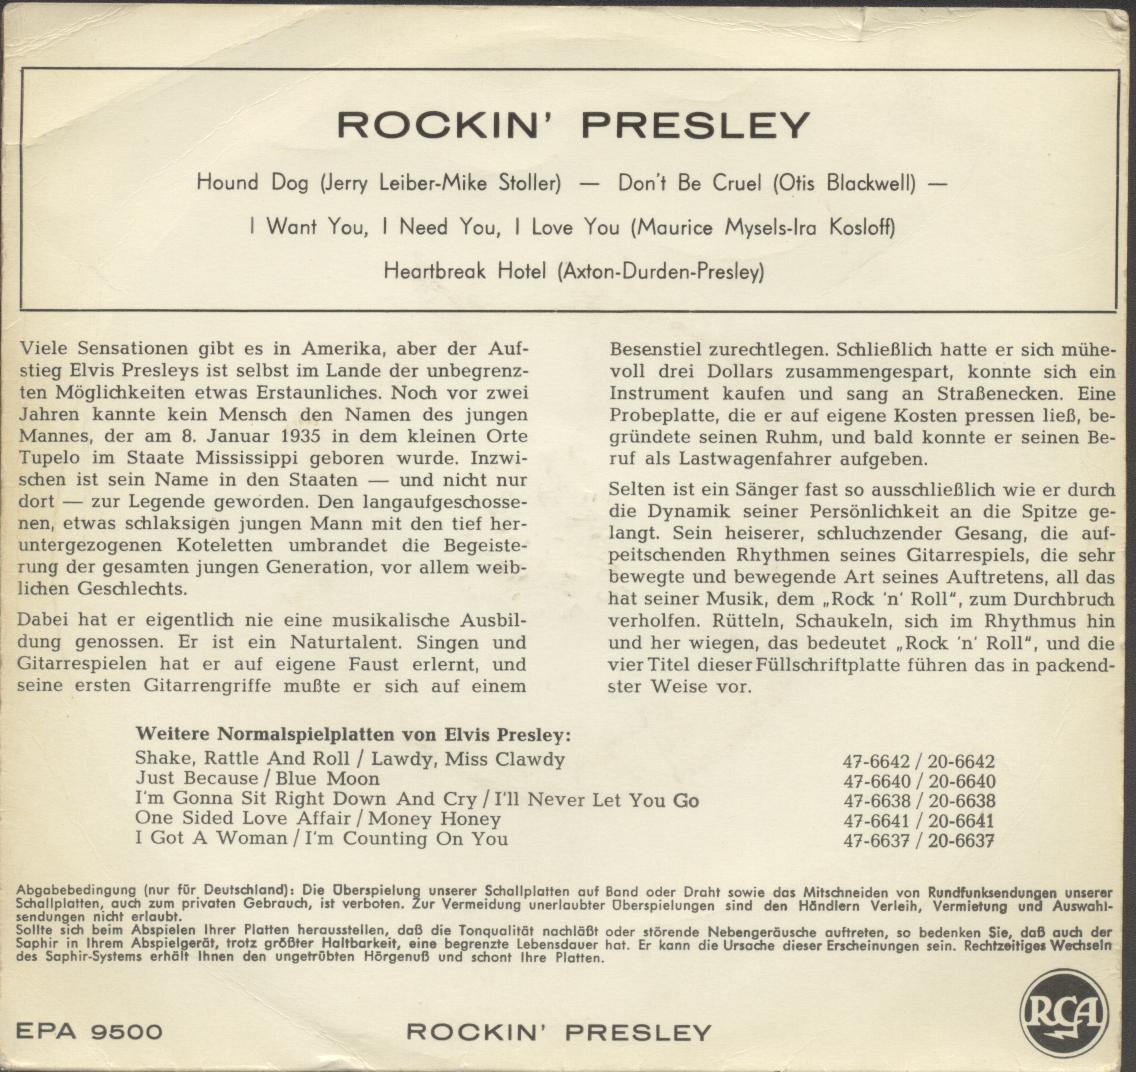 ROCKIN' PRESLEY
Hound Dog (Jerry Leiber-Mike Stoller) — Don't Be Cruel (Otis Blackwell) —
I Want You, I Need You, I Love You (Maurice Mysels-Ira Kosloff)
Heartbreak Hotel (Axton-Durden-Presley)
Viele Sensationen gibt es in Amerika, aber der Auf-
stieg Elvis Presleys ist selbst im Lande der unbegrenz-
ten Möglichkeiten etwas Erstaunliches. Noch vor zwei
Jahren kannte kein Mensch den Namen des jungen
Mannes, der am 8. Januar 1935 in dem kleinen Orte
Tupelo im Staate Mississippi geboren wurde. Inzwi-
schen ist sein Name in den Staaten — und nicht nur
dort — zur Legende geworden. Den langaufgeschosse-
nen, etwas schlaksigen jungen Mann mit den tief her-
untergezogenen Koteletten umbrandet die Begeiste-
rung der gesamten jungen Generation, vor allem weib-
lichen Geschlechts.
Dabei hat er eigentlich nie eine musikalische Ausbil-
dung genossen. Er ist ein Naturtalent. Singen und
Gitarrespielen hat er auf eigene Faust erlernt, und
seine ersten Gitarrengriffe mußte er sich auf einem
Besenstiel zurechtlegen. Schließlich hatte er sich mühe-
voll drei Dollars zusammengespart, konnte sich ein
Instrument kaufen und sang an Straßenecken. Eine
Probeplatte, die er auf eigene Kosten pressen ließ, be-
gründete seinen Ruhm, und bald konnte er seinen Be-
ruf als Lastwagenfahrer aufgeben.
Selten ist ein Sänger fast so ausschließlich wie er durch
die Dynamik seiner Persönlichkeit an die Spitze ge-
langt. Sein heiserer, schluchzender Gesang, die auf-
peitschenden Rhythmen seines Gitarrespiels, die sehr
bewegte und bewegende Art seines Auftretens, all das
hat seiner Musik, dem „Rock 'n' Roll“, zum Durchbruch
verholfen. Rütteln, Schaukeln, sich im Rhythmus hin
und her wiegen, das bedeutet „Rock 'n' Roll“, und die
vier Titel dieser Füllschriftplatte führen das in packend-
ster Weise vor.
Weitere Normalspielplatten von Elvis Presley:
Shake, Rattle And Roll / Lawdy, Miss Clawdy 47-6642 / 20-6642
Just Because / Blue Moon 47-6640 / 20-6640
I'm Gonna Sit Right Down And Cry / I'll Never Let You Go 47-6638 / 20-6638
One Sided Love Affair / Money Honey 47-6641 / 20-6641
I Got A Woman / I'm Counting On You 47-6637 / 20-6637
Abgabebedingung (nur für Deutschland): Die Überspielung unserer Schallplatten auf Band oder Draht sowie das Mitschneiden von Rundfunksendungen unserer
Schallplatten, auch zum privaten Gebrauch, ist verboten. Zur Vermeidung unerlaubter Überspielungen sind den Händlern Verleih, Vermietung und Auswahl-
sendungen nicht erlaubt.
Sollte sich beim Abspielen Ihrer Platten herausstellen, daß die Tonqualität nachläßt oder störende Nebengeräusche auftreten, so bedenken Sie, daß auch der
Saphir in Ihrem Abspielgerät, trotz größter Haltbarkeit, eine begrenzte Lebensdauer hat. Er kann die Ursache dieser Erscheinungen sein. Rechtzeitiges Wechseln
des Saphir-Systems erhält Ihnen den ungetrübten Hörgenuß und schont Ihre Platten.
EPA 9500 ROCKIN' PRESLEY RCA